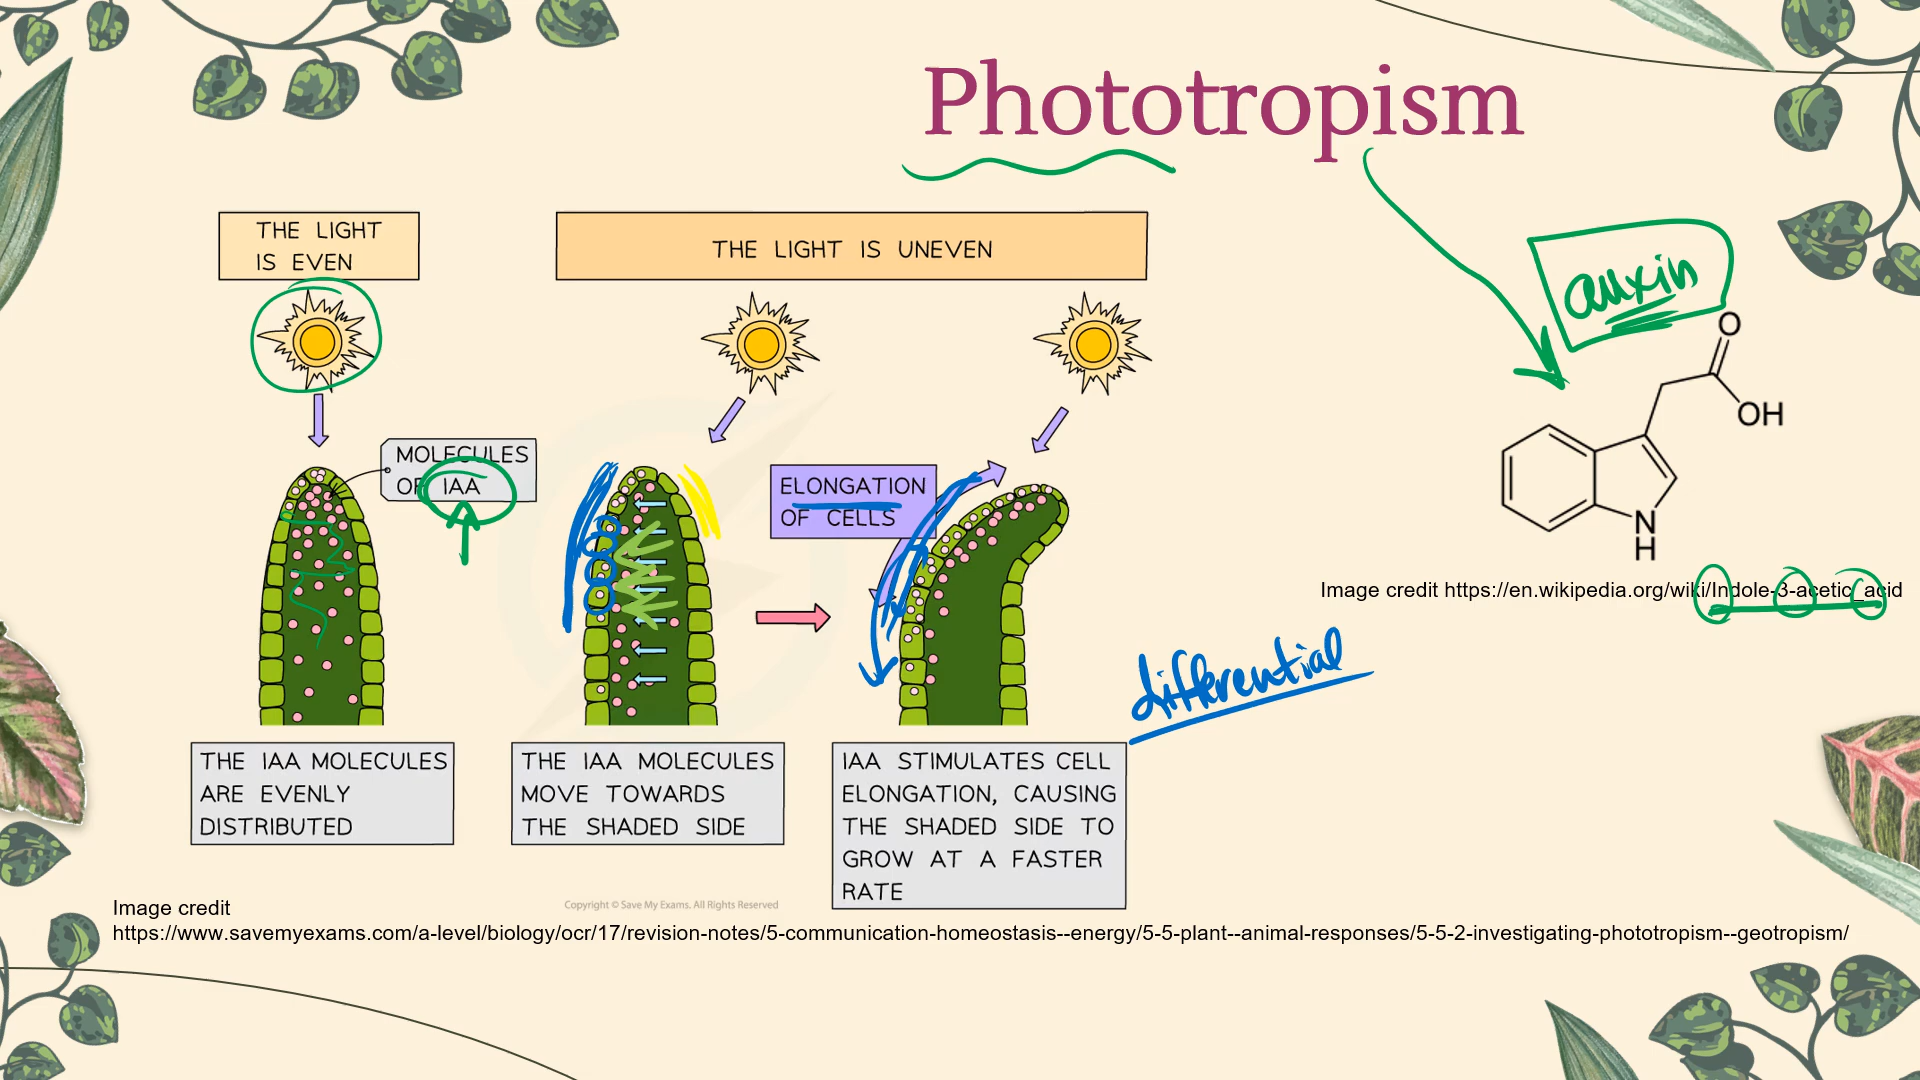 Phototropism
THE LIGHT
IS EVEN
THE LIGHT IS UNEVEN
auxin
O
OH
N
H
MOLECULES
OF IAA
ELONGATION
OF CELLS
Image credit https://en.wikipedia.org/wiki/Indole-3-acetic_acid
differential
THE IAA MOLECULES
ARE EVENLY
DISTRIBUTED
THE IAA MOLECULES
MOVE TOWARDS
THE SHADED SIDE
IAA STIMULATES CELL
ELONGATION, CAUSING
THE SHADED SIDE TO
GROW AT A FASTER
RATE
Copyright © Save My Exams. All Rights Reserved
Image credit
https://www.savemyexams.com/a-level/biology/ocr/17/revision-notes/5-communication-homeostasis--energy/5-5-plant--animal-responses/5-5-2-investigating-phototropism--geotropism/